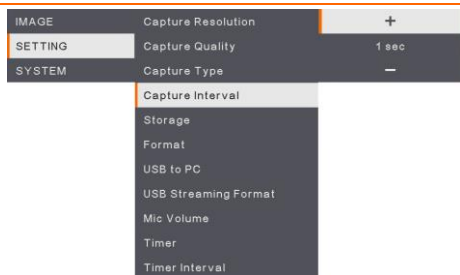 IMAGE
SETTING
SYSTEM
Capture Resolution
Capture Quality
Capture Type
Capture Interval
Storage
Format
USB to PC
USB Streaming Format
Mic Volume
Timer
Timer Interval
+
1 sec
−